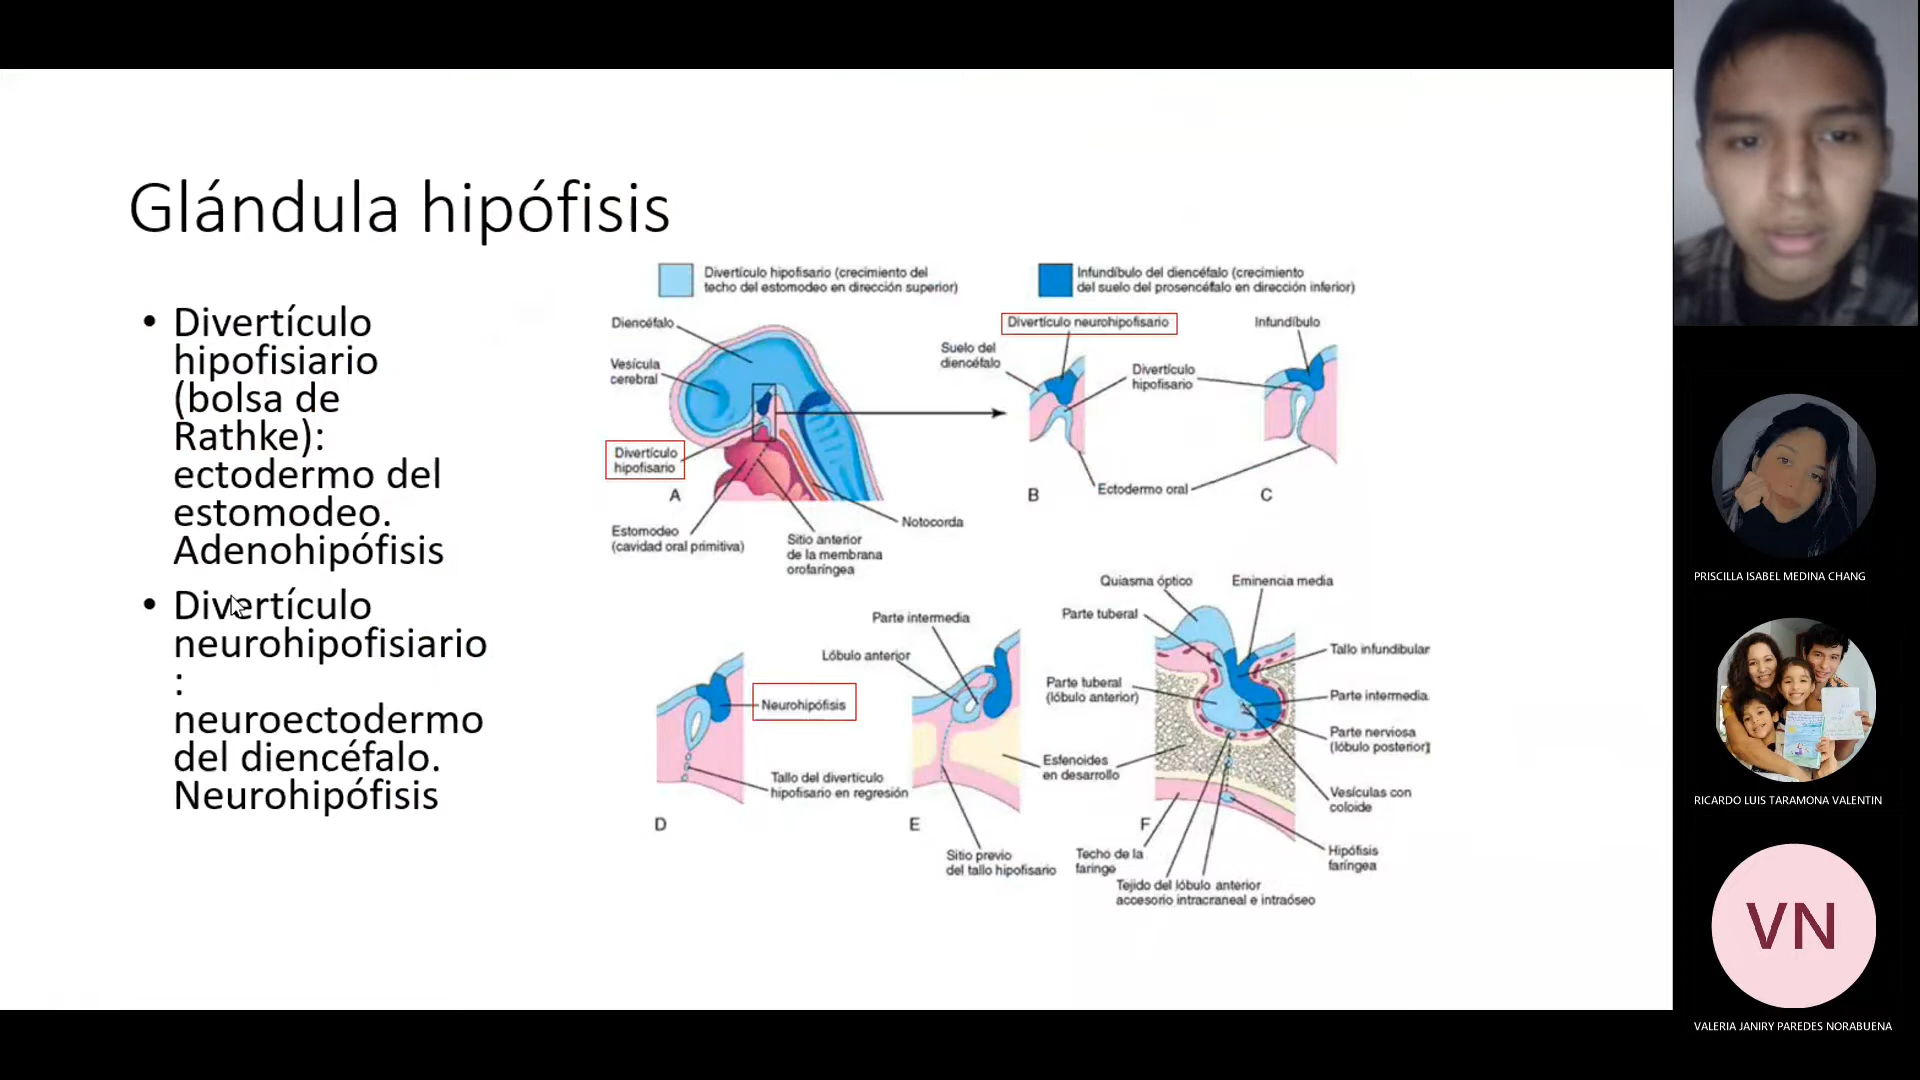 Glándula hipófisis
• Divertículo
hipofisiario
(bolsa de
Rathke):
ectodermo del
estomodeo.
Adenohipófisis
• Divertículo
neurohipofisiario
:
neuroectodermo
del diencéfalo.
Neurohipófisis
Divertículo hipofisario (crecimiento del
techo del estomodeo en dirección superior)
Infundíbulo del diencéfalo (crecimiento
del suelo del prosencéfalo en dirección inferior)
Diencéfalo
Vesícula
cerebral
Divertículo
hipofisario
A
Estomodeo
(cavidad oral primitiva)
Sitio anterior
de la membrana
orofaríngea
Notocorda
Divertículo neurohipofisario
Suelo del
diencéfalo
Divertículo
hipofisario
Infundíbulo
B
Ectodermo oral
C
Neurohipófisis
Tallo del divertículo
hipofisario en regresión
D
Parte intermedia
Lóbulo anterior
Esfenoides
en desarrollo
E
Sitio previo
del tallo hipofisario
Quiasma óptico
Eminencia media
Parte tuberal
Tallo infundibular
Parte tuberal
(lóbulo anterior)
Parte intermedia
Parte nerviosa
(lóbulo posterior)
Vesículas con
coloide
F
Techo de la
faringe
Hipófisis
faríngea
Tejido del lóbulo anterior
accesorio intracraneal e intraóseo
PRISCILLA ISABEL MEDINA CHANG
RICARDO LUIS TARAMONA VALENTIN
VN
VALERIA JANIRY PAREDES NORABUENA